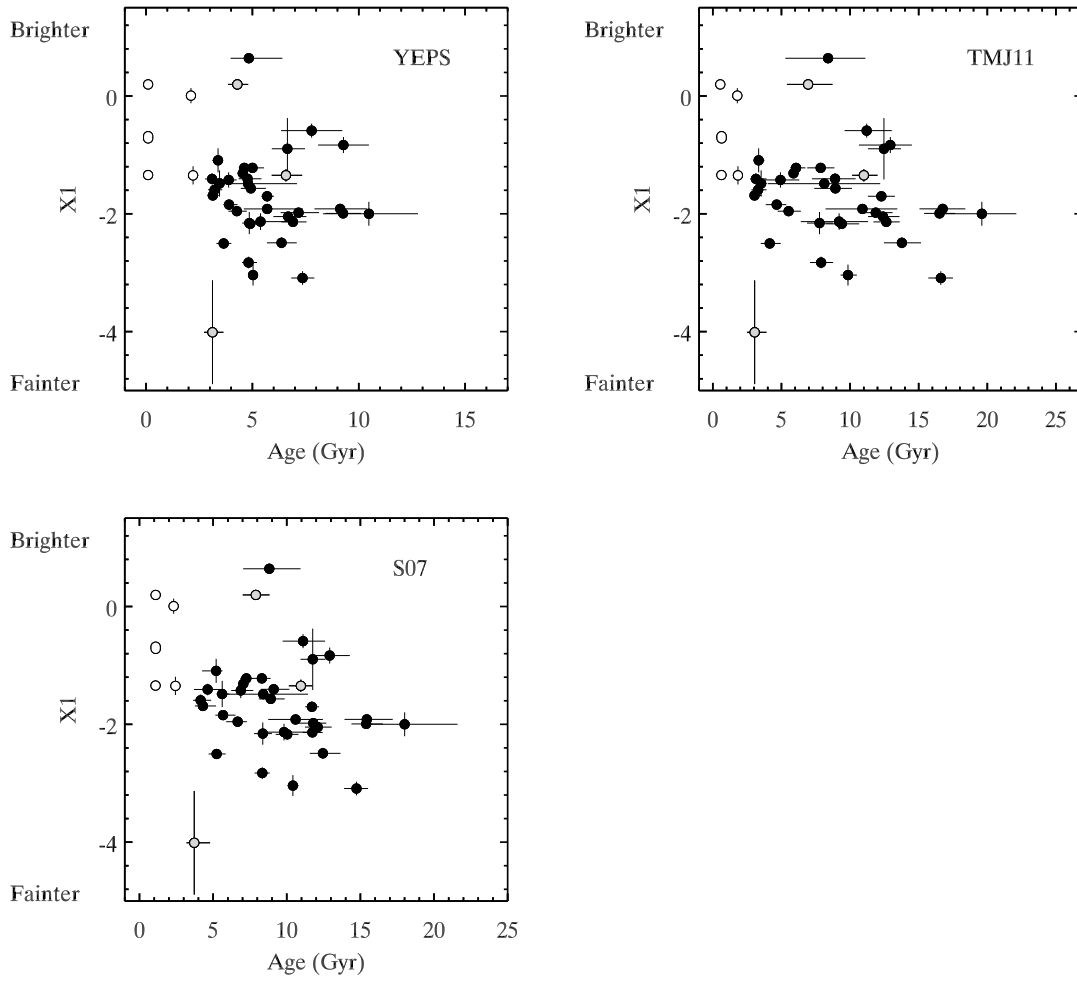 Brighter
YEPS
0
-2
-4
X1
Fainter
0 5 10 15
Age (Gyr)
Brighter
TMJ11
0
-2
-4
X1
Fainter
0 5 10 15 20 25
Age (Gyr)
Brighter
S07
0
-2
-4
X1
Fainter
0 5 10 15 20 25
Age (Gyr)